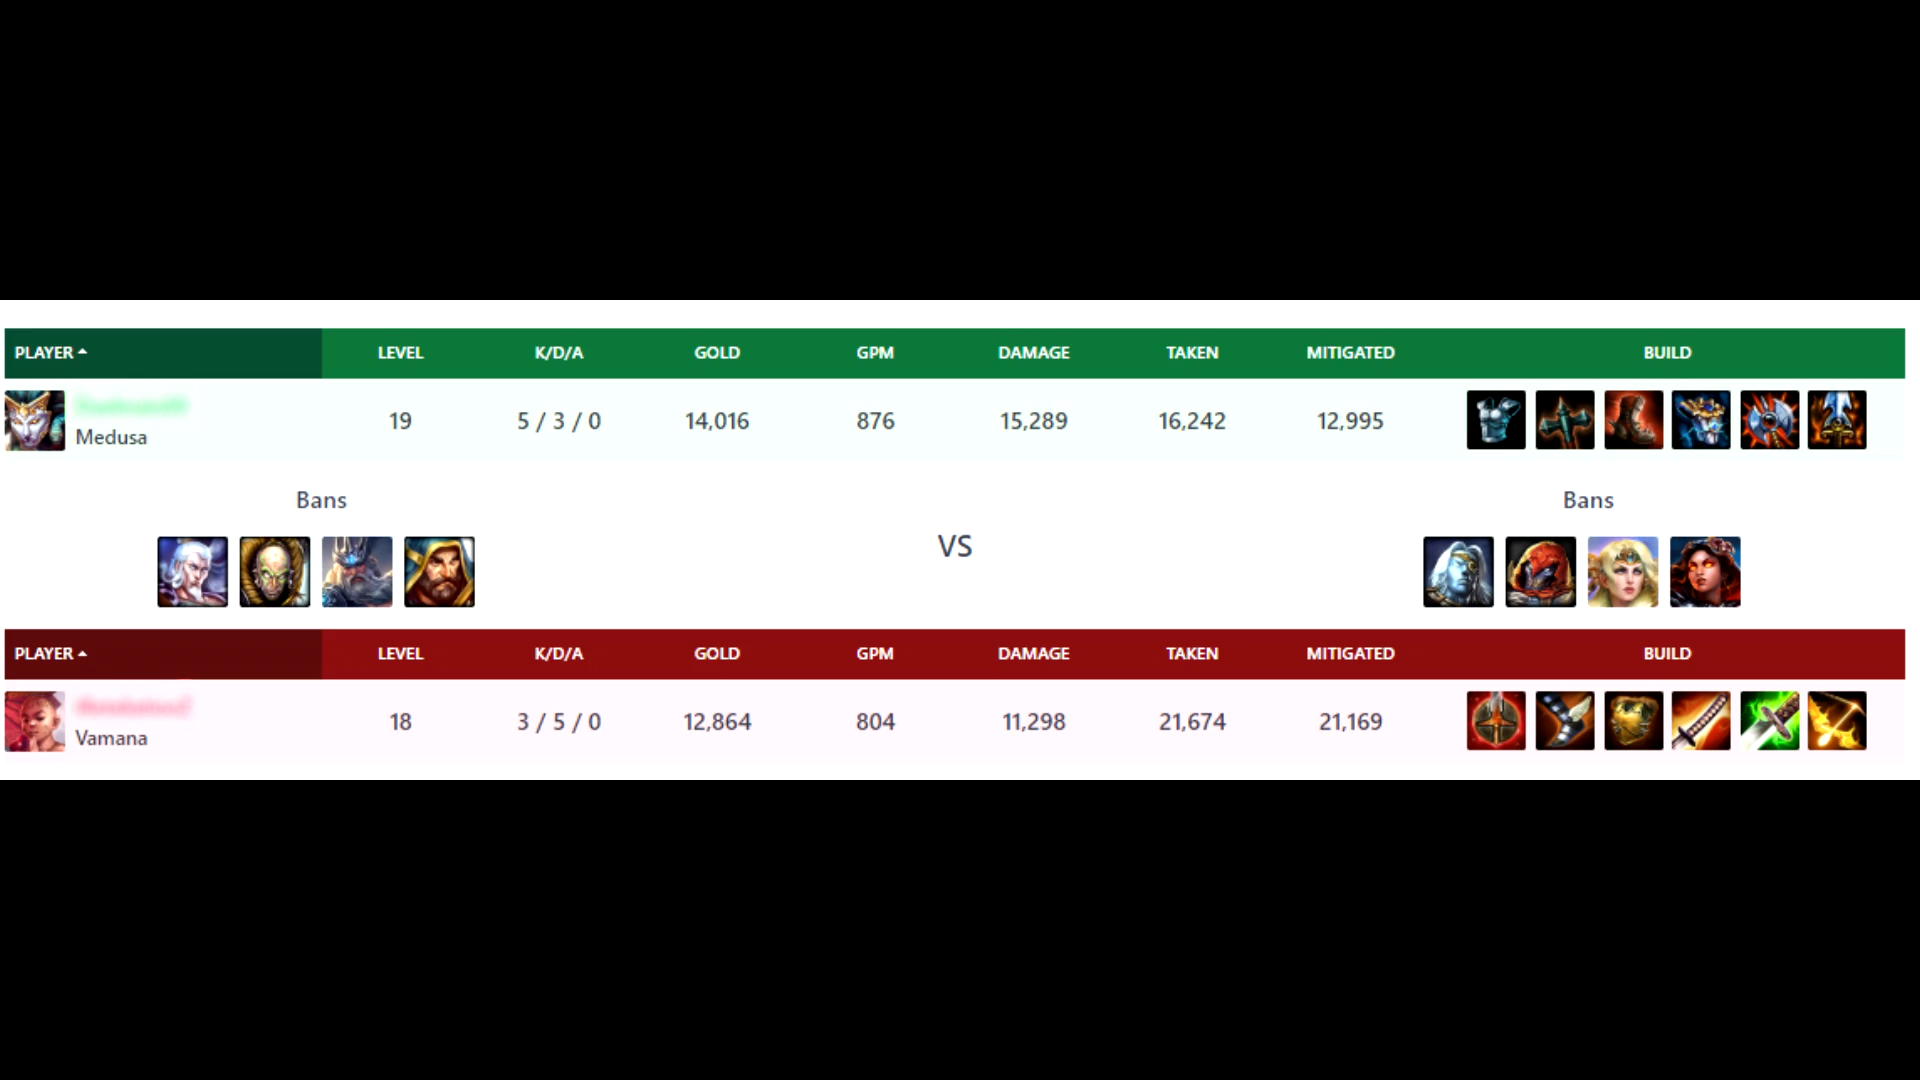 PLAYER LEVEL K/D/A GOLD GPM DAMAGE TAKEN MITIGATED BUILD
Medusa 19 5 / 3 / 0 14,016 876 15,289 16,242 12,995
Bans Bans
VS
PLAYER LEVEL K/D/A GOLD GPM DAMAGE TAKEN MITIGATED BUILD
Vamana 18 3 / 5 / 0 12,864 804 11,298 21,674 21,169